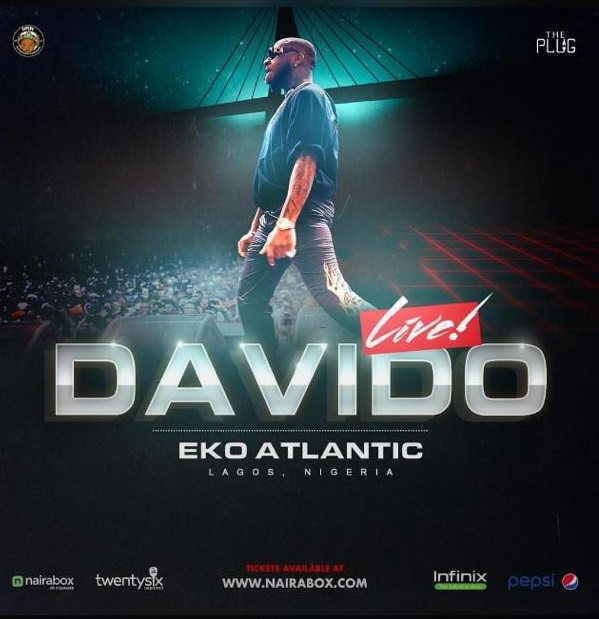 THE
PLUG
Live!
DAVIDO
EKO ATLANTIC
LAGOS, NIGERIA
TICKETS AVAILABLE AT
WWW.NAIRABOX.COM
nairabox
twentysix
Infinix
pepsi